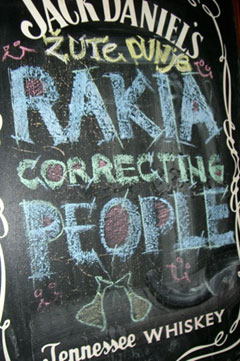 JACK DANIEL'S
ŽUTE DUNJE
RAKIA
CORRECTING
PEOPLE
Tennessee WHISKEY